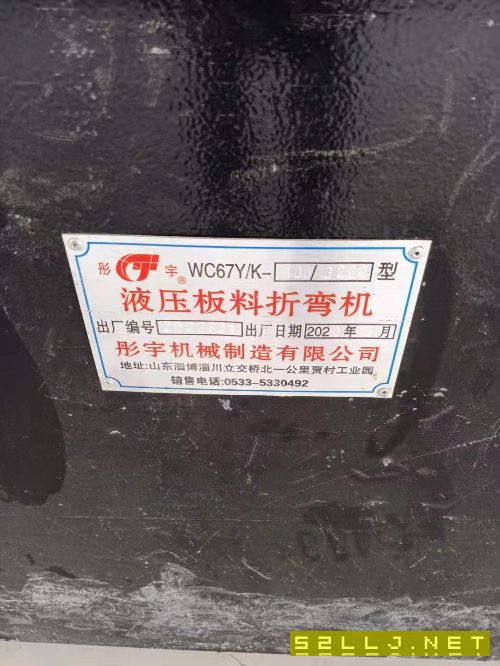 彤 宇® WC67Y/K-100/3200型
液压板料折弯机
出厂编号 出厂日期202 年 月
彤宇机械制造有限公司
地址:山东淄博淄川立交桥北一公里贾村工业园
销售电话:0533-5330492
52LLJ.NET